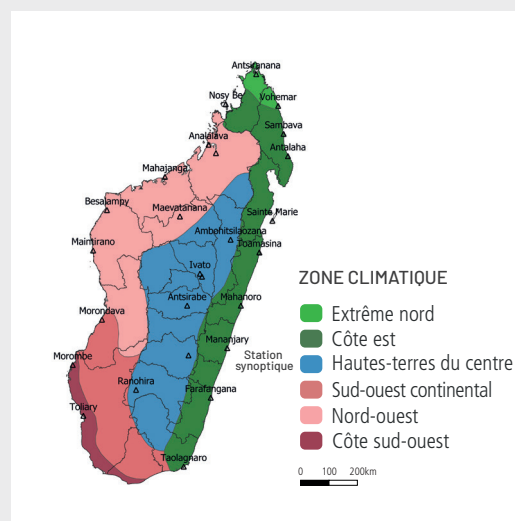 Antsiranana
Nosy Be
Vohemar
Sambava
Analalava
Antalaha
Mahajanga
Besalampy
Maevatanana
Sainte Marie
Ambohitsilaozana
Maintirano
Toamasina
Ivato
Antsirabe
Mahanoro
Morondava
Mananjary
Station
synoptique
Morombe
Ranohira
Farafangana
Toliary
Taolagnaro
ZONE CLIMATIQUE
Extrême nord
Côte est
Hautes-terres du centre
Sud-ouest continental
Nord-ouest
Côte sud-ouest
0 100 200km